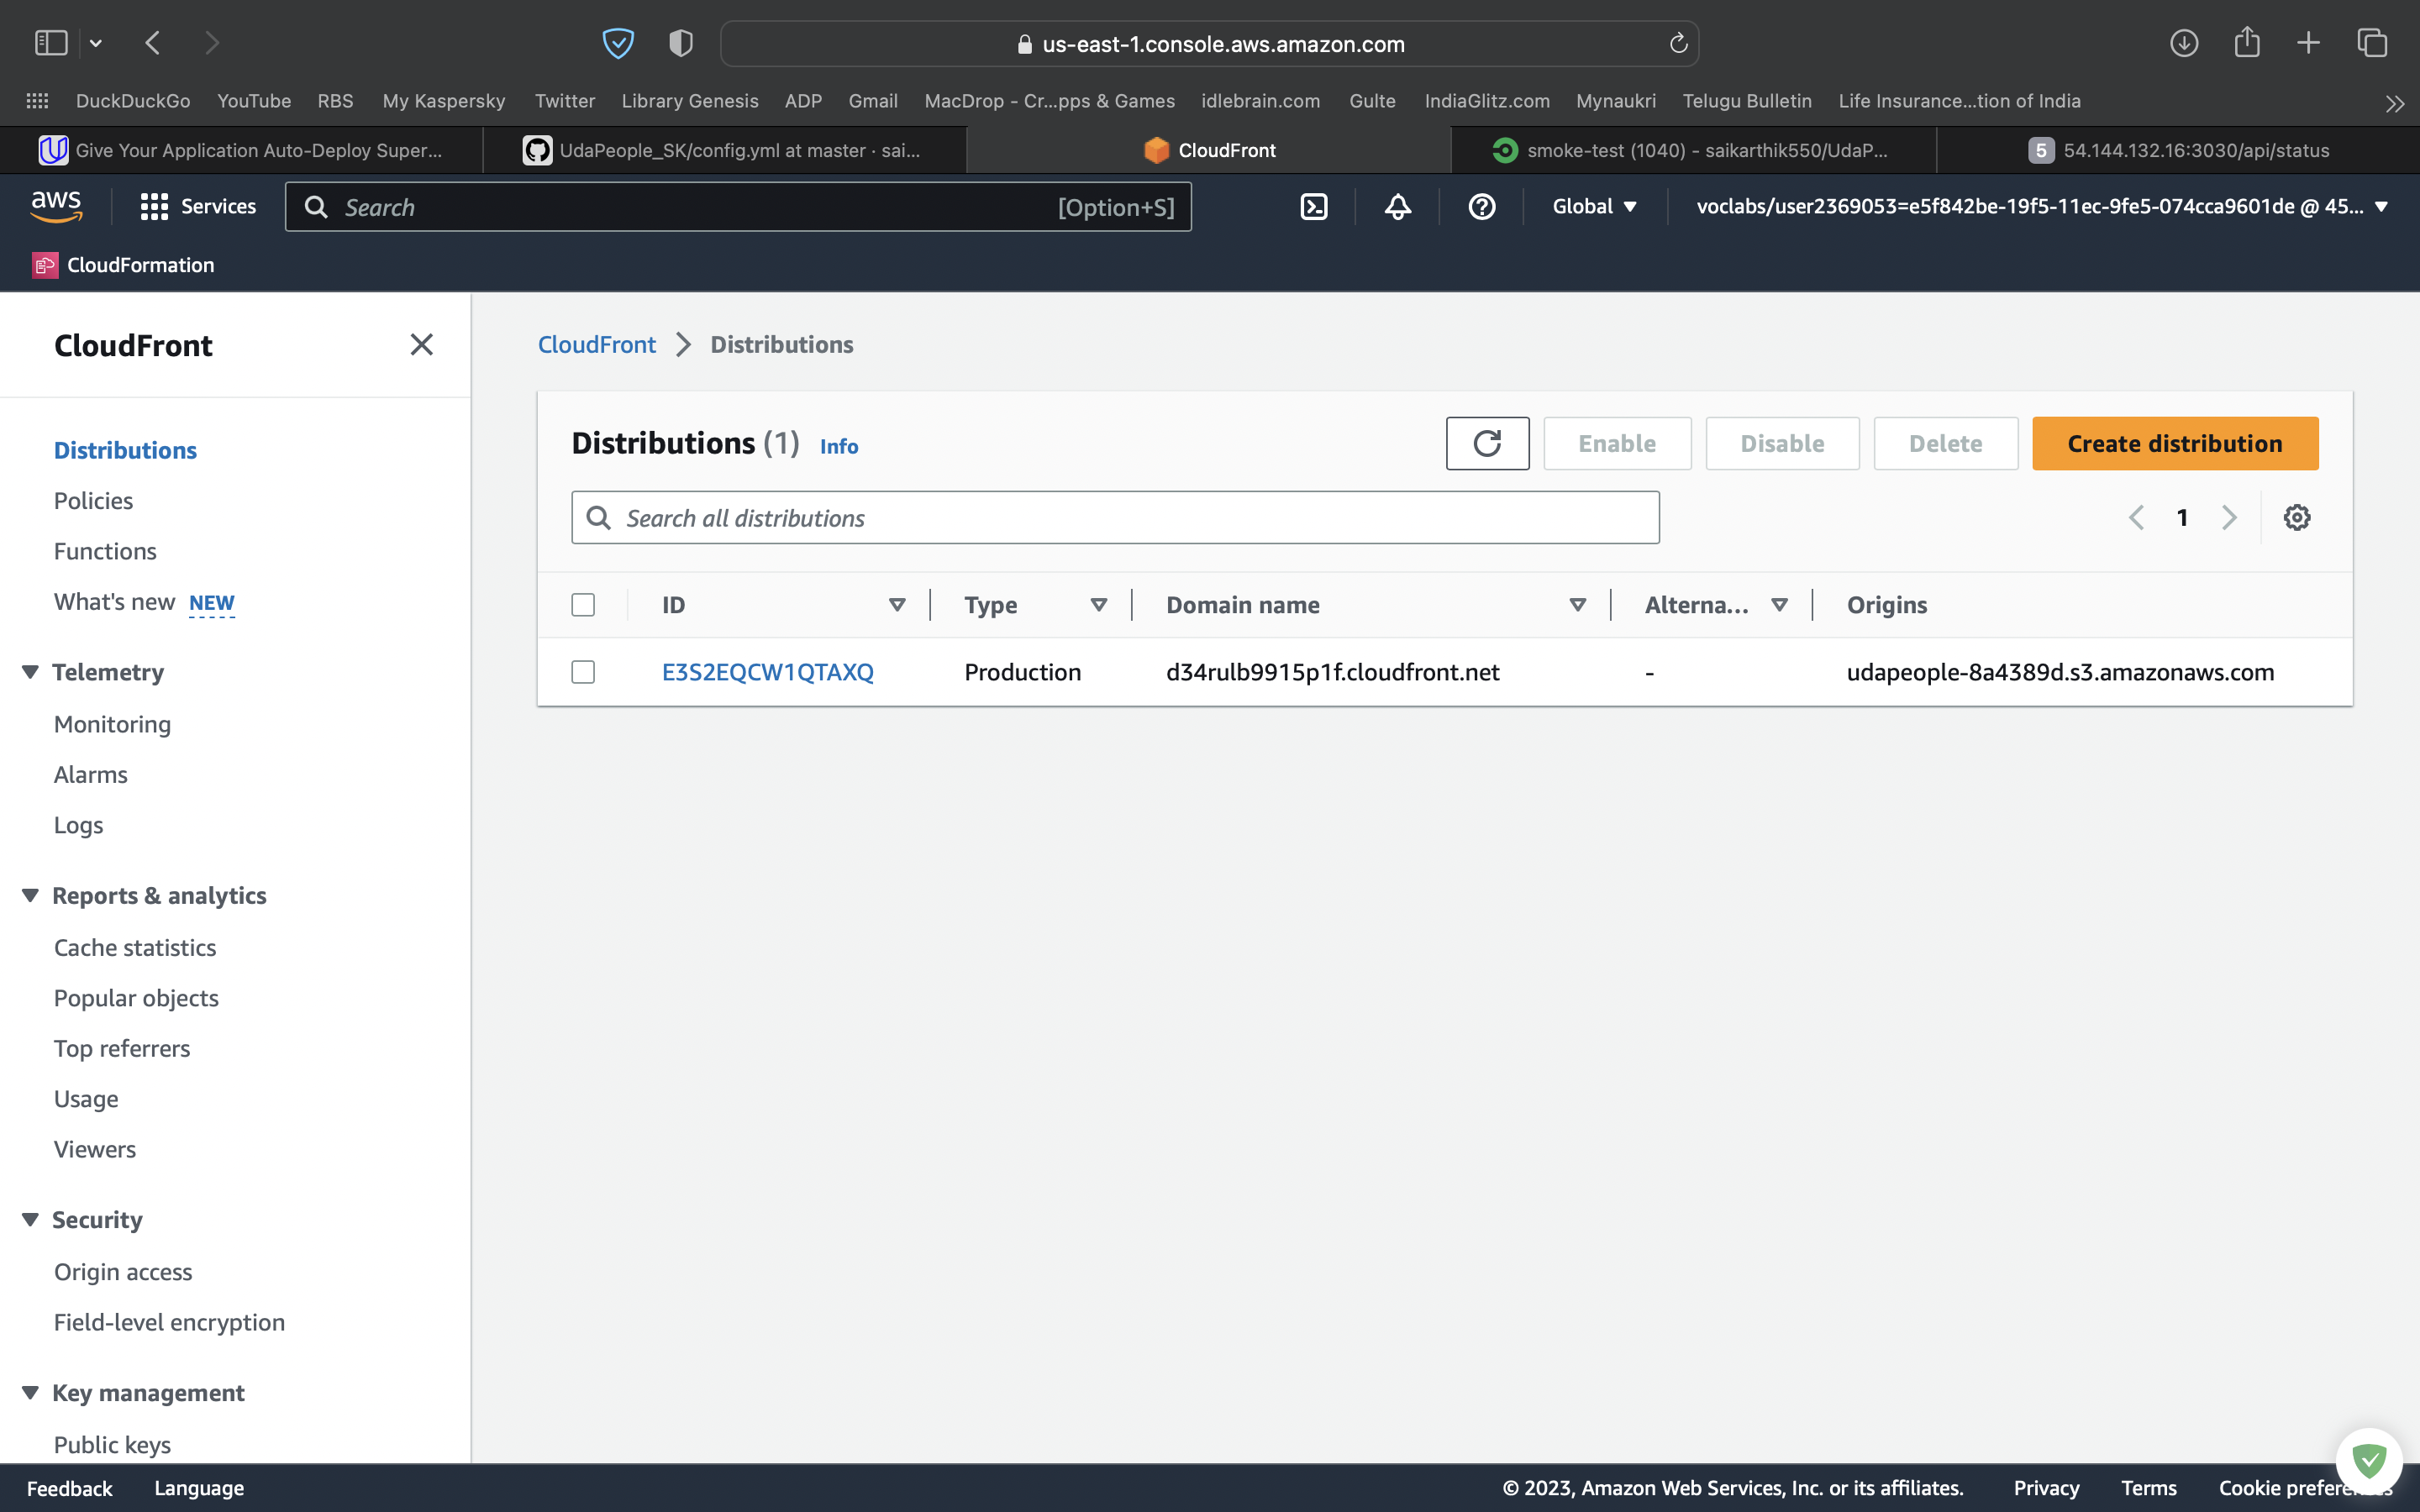 us-east-1.console.aws.amazon.com
DuckDuckGo YouTube RBS My Kaspersky Twitter Library Genesis ADP Gmail MacDrop - Cr...pps & Games idlebrain.com Gulte IndiaGlitz.com Mynaukri Telugu Bulletin Life Insurance...tion of India
Give Your Application Auto-Deploy Super... UdaPeople_SK/config.yml at master · sai... CloudFront smoke-test (1040) - saikarthik550/UdaP... 5 54.144.132.16:3030/api/status
aws Services Search [Option+S] Global voclabs/user2369053=e5f842be-19f5-11ec-9fe5-074cca9601de @ 45...
CloudFormation
CloudFront
Distributions
Policies
Functions
What's new NEW
Telemetry
Monitoring
Alarms
Logs
Reports & analytics
Cache statistics
Popular objects
Top referrers
Usage
Viewers
Security
Origin access
Field-level encryption
Key management
Public keys
CloudFront Distributions
Distributions (1) Info Enable Disable Delete Create distribution
Search all distributions 1
ID Type Domain name Alterna... Origins
E3S2EQCW1QTAXQ Production d34rulb9915p1f.cloudfront.net - udapeople-8a4389d.s3.amazonaws.com
Feedback Language © 2023, Amazon Web Services, Inc. or its affiliates. Privacy Terms Cookie